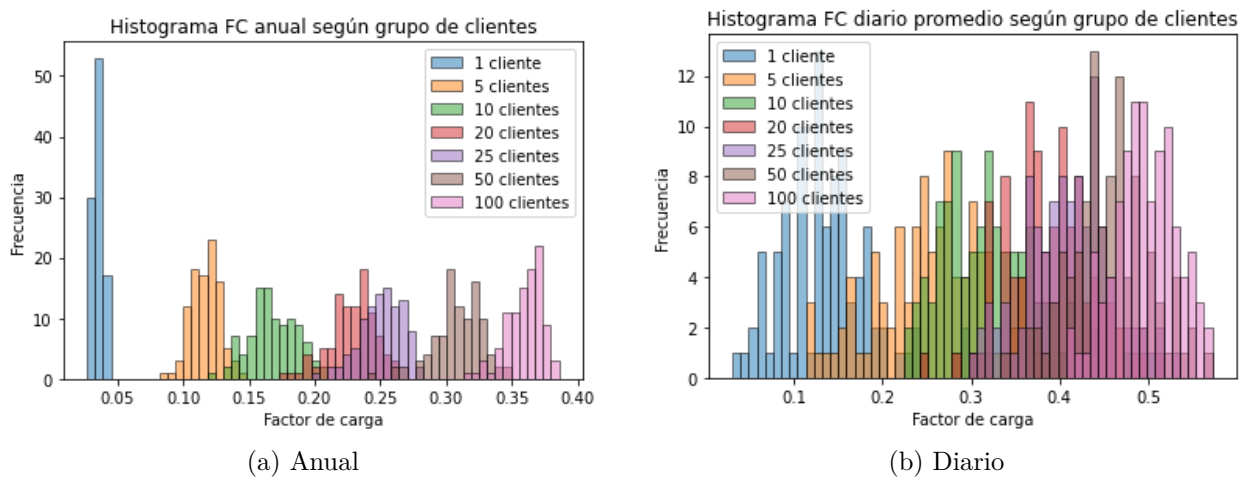 Histograma FC anual según grupo de clientes
Frecuencia
50
40
30
20
10
0
1 cliente
5 clientes
10 clientes
20 clientes
25 clientes
50 clientes
100 clientes
0.05 0.10 0.15 0.20 0.25 0.30 0.35 0.40
Factor de carga
(a) Anual
Histograma FC diario promedio según grupo de clientes
Frecuencia
12
10
8
6
4
2
0
1 cliente
5 clientes
10 clientes
20 clientes
25 clientes
50 clientes
100 clientes
0.1 0.2 0.3 0.4 0.5
Factor de carga
(b) Diario